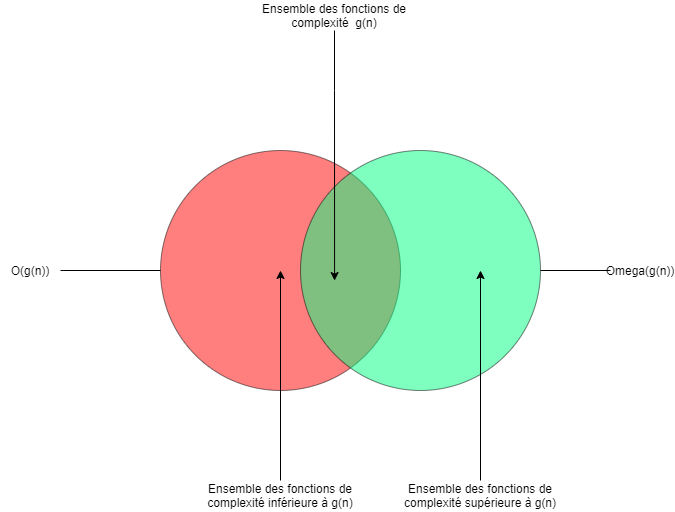 Ensemble des fonctions de
complexité  g(n)
O(g(n))
Omega(g(n))
Ensemble des fonctions de
complexité inférieure à g(n)
Ensemble des fonctions de
complexité supérieure à g(n)